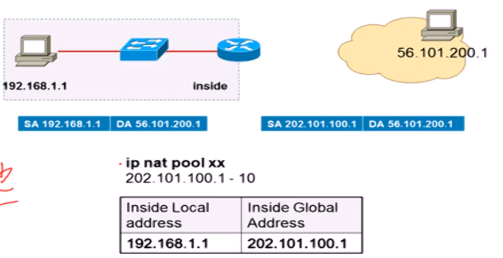 56.101.200.1
192.168.1.1
inside
SA 192.168.1.1 DA 56.101.200.1
SA 202.101.100.1 DA 56.101.200.1
· ip nat pool xx
202.101.100.1 - 10
Inside Local address
Inside Global Address
192.168.1.1
202.101.100.1